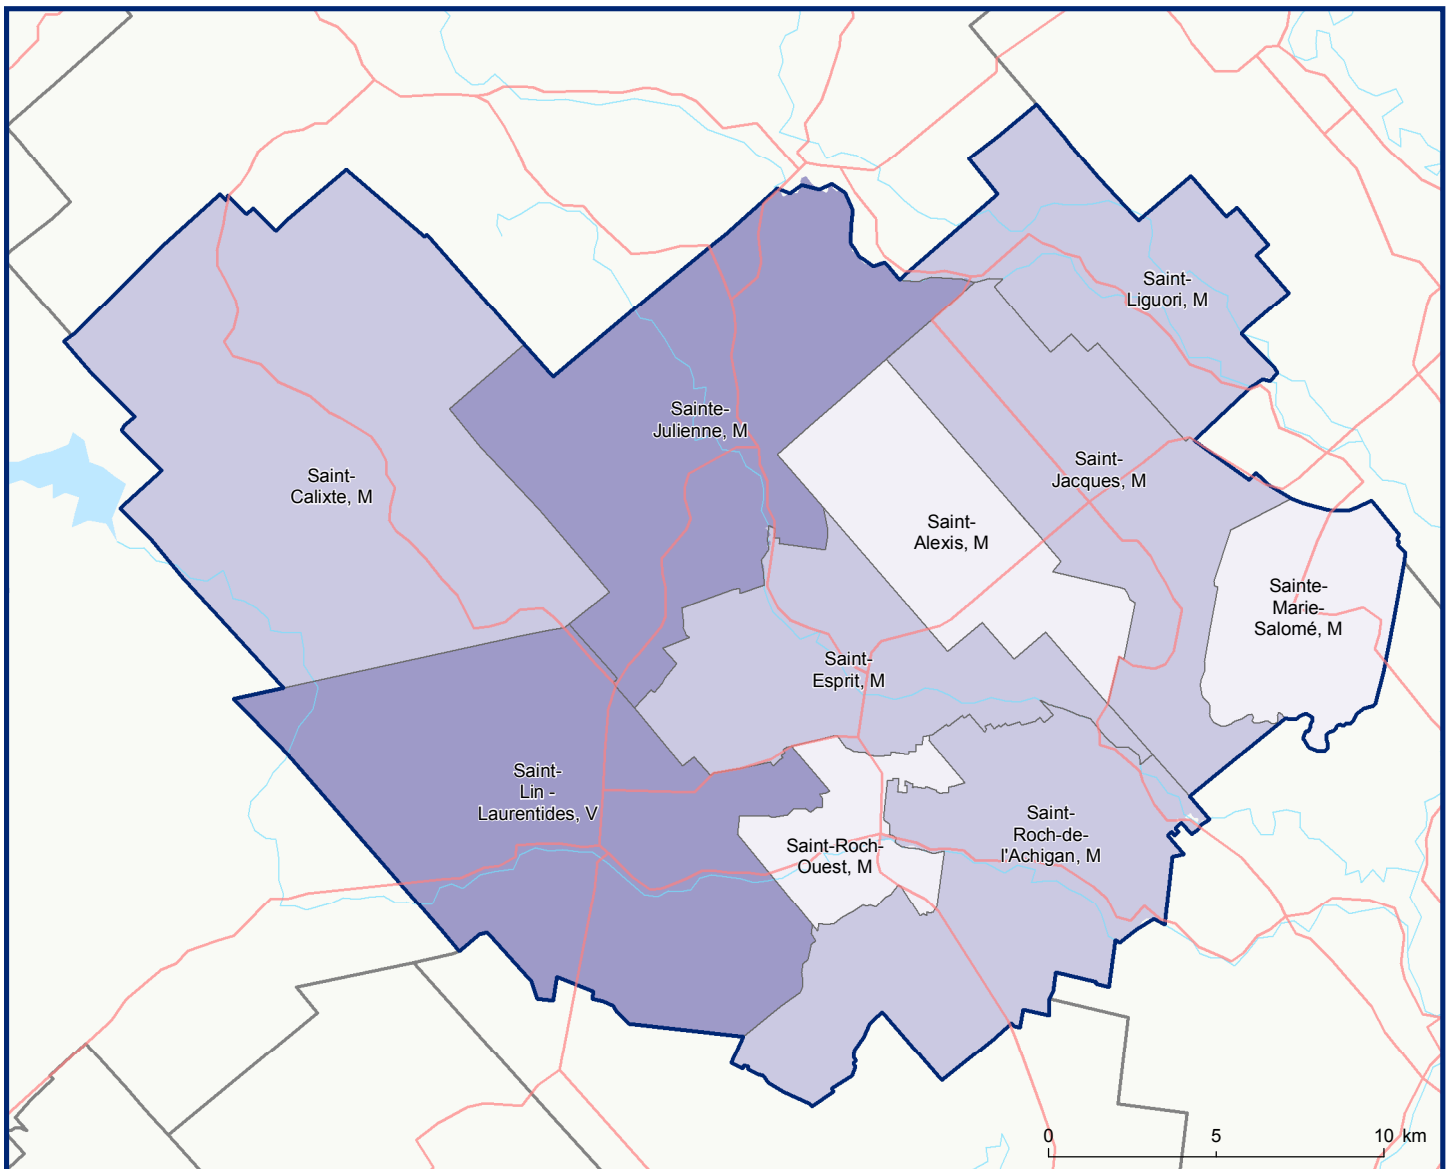 Saint-
Liguori, M
Sainte-
Julienne, M
Saint-
Calixte, M
Saint-
Jacques, M
Saint-
Alexis, M
Sainte-
Marie-
Salomé, M
Saint-
Esprit, M
Saint-
Lin -
Laurentides, V
Saint-Roch-
Ouest, M
Saint-
Roch-de-
l'Achigan, M
0 5 10 km